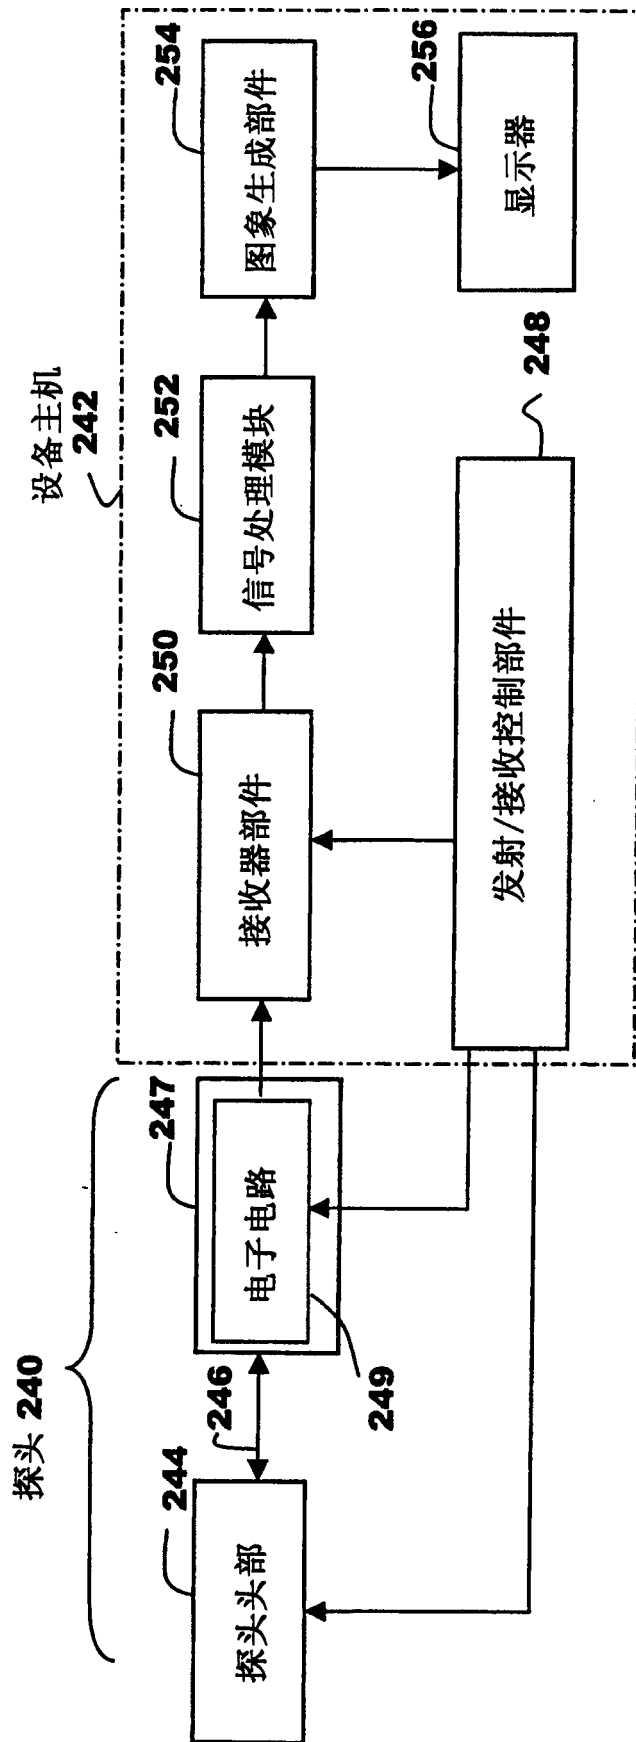 探头 240
设备主机
242
244
探头头部
246
247
电子电路
249
250
接收器部件
252
信号处理模块
254
图象生成部件
发射/接收控制部件
248
256
显示器